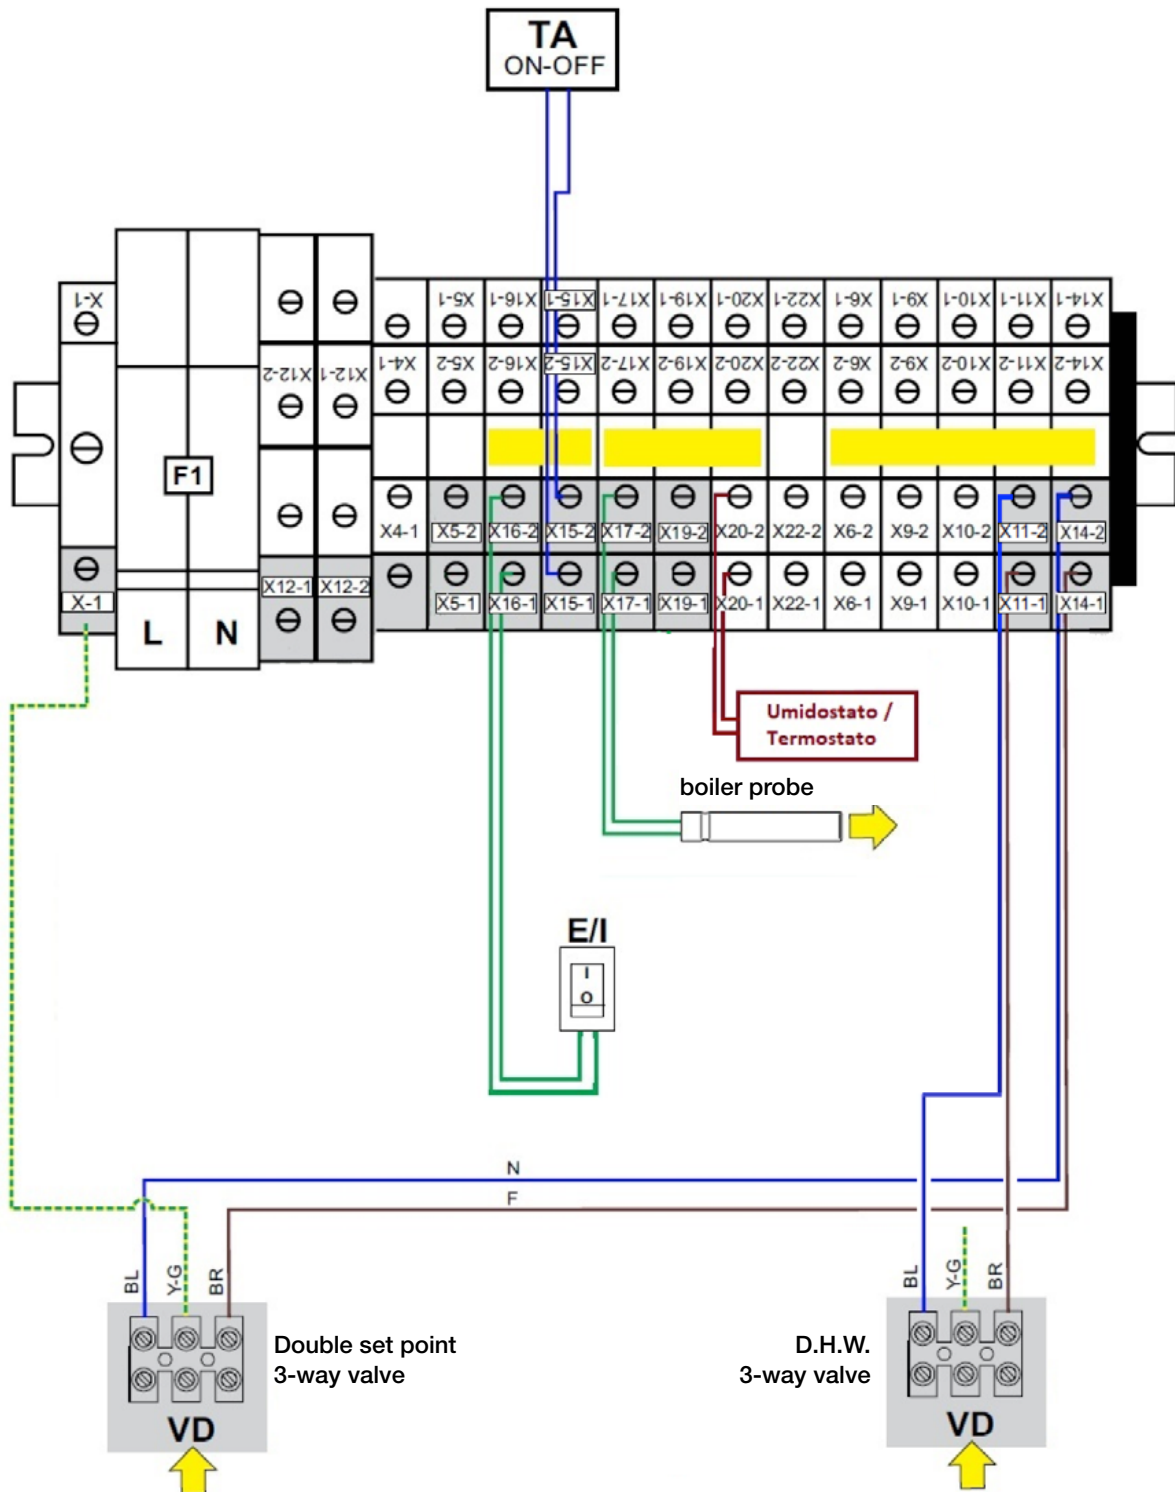 TA
ON-OFF
X-1
X5-1
X16-1
X15-1
X17-1
X19-1
X20-1
X22-1
X6-1
X9-1
X10-1
X11-1
X14-1
X12-2
X12-1
X4-1
X5-2
X16-2
X15-2
X17-2
X19-2
X20-2
X22-2
X6-2
X9-2
X10-2
X11-2
X14-2
F1
X4-1
X5-2
X16-2
X15-2
X17-2
X19-2
X20-2
X22-2
X6-2
X9-2
X10-2
X11-2
X14-2
X-1
L
N
X12-1
X12-2
X5-1
X16-1
X15-1
X17-1
X19-1
X20-1
X22-1
X6-1
X9-1
X10-1
X11-1
X14-1
Umidostato /
Termostato
boiler probe
E/I
I
O
N
F
BL
Y-G
BR
BL
Y-G
BR
Double set point
3-way valve
VD
D.H.W.
3-way valve
VD